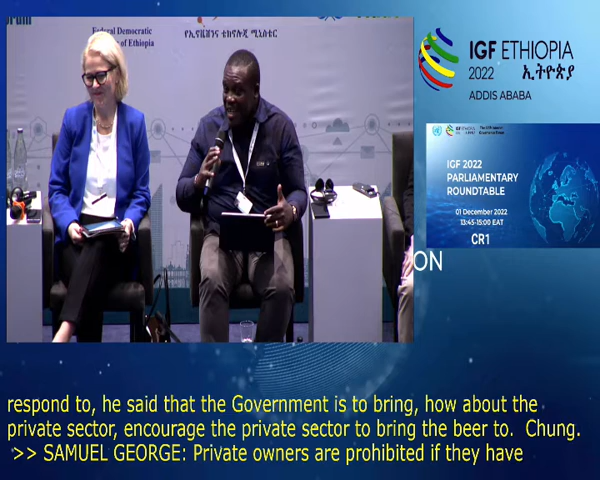 orum
Federal Democratic
of Ethiopia
የኢኖቬሽንና ቴክኖሎጂ ሚኒስቴር
IGF ETHIOPIA
2022 ኢትዮጵያ
ADDIS ABABA
IGF 2022
PARLIAMENTARY
ROUNDTABLE
01 December 2022
13:45-15:00 EAT
CR1
ON
respond to, he said that the Government is to bring, how about the
private sector, encourage the private sector to bring the beer to.  Chung.
>> SAMUEL GEORGE: Private owners are prohibited if they have